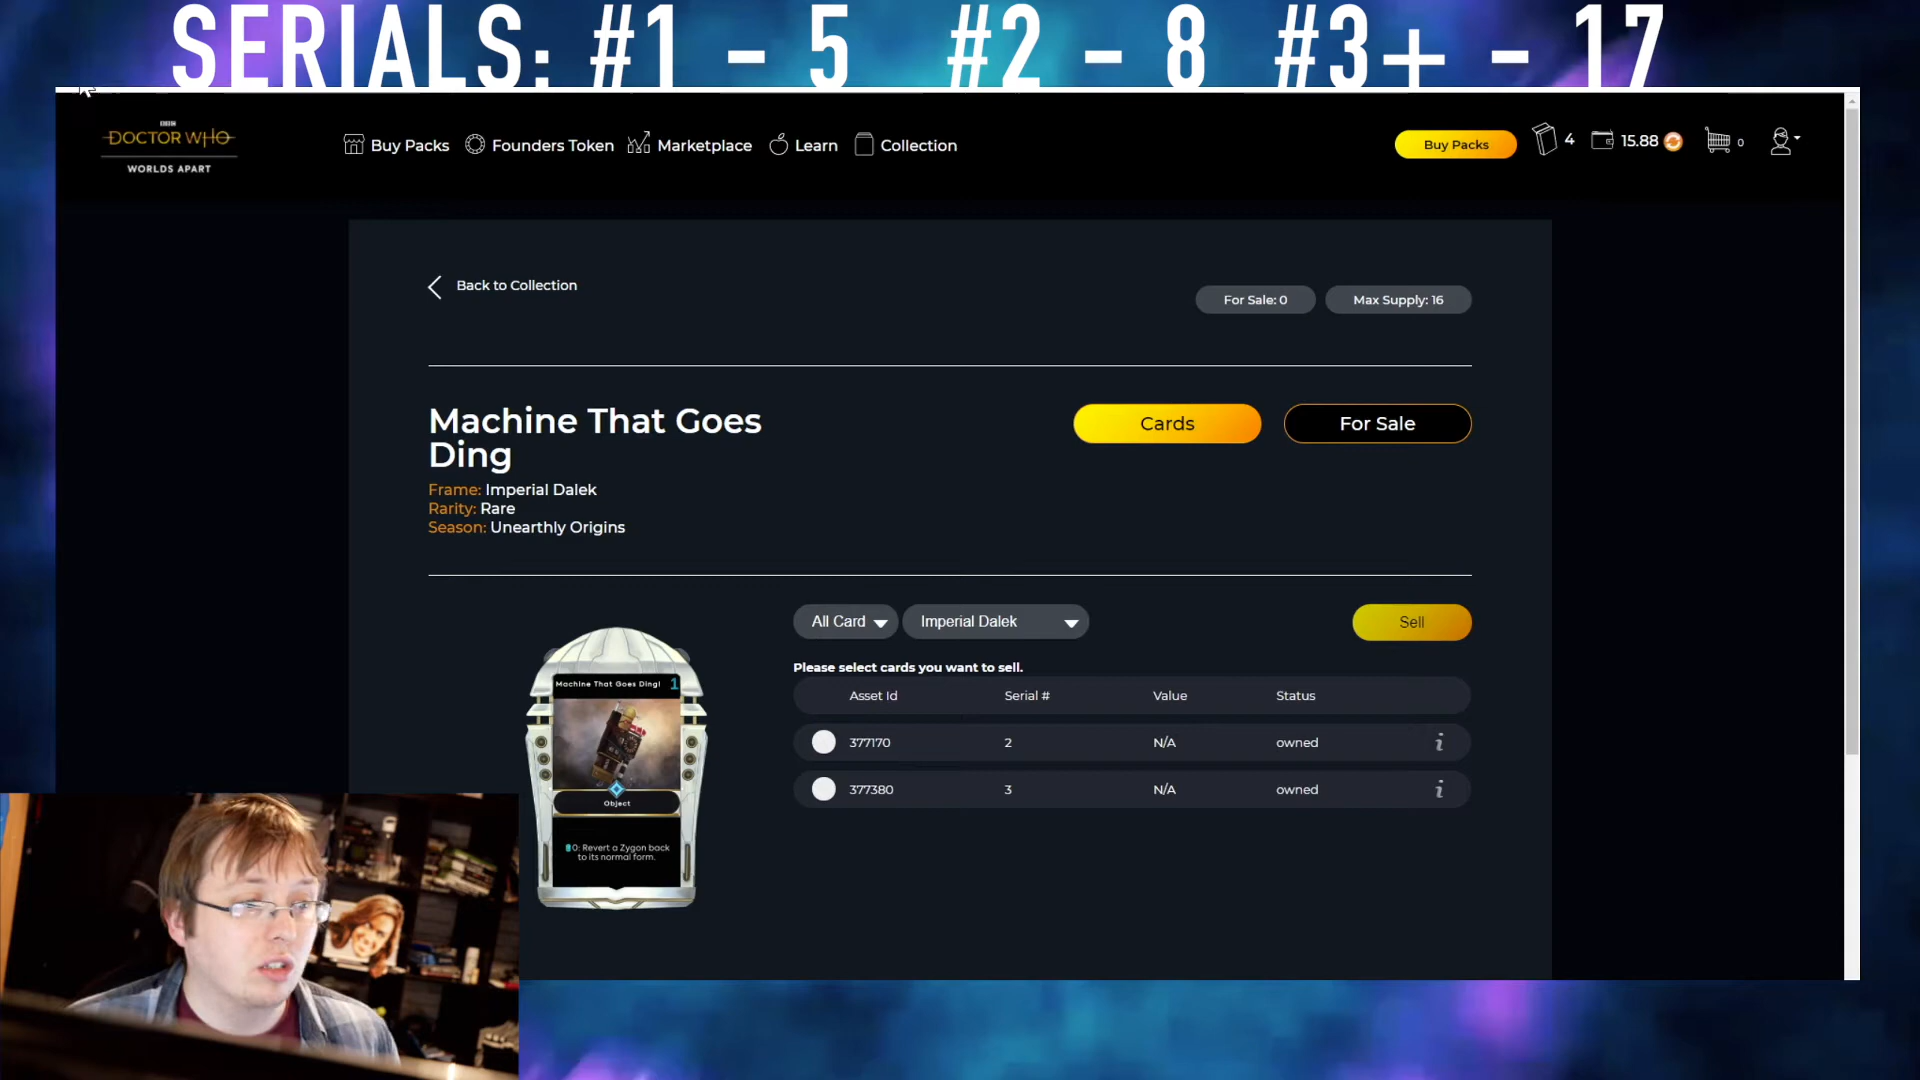 SERIALS: #1 - 5 #2 - 8 #3+ - 17
BBC
DOCTOR WHO
WORLDS APART
Buy Packs
Founders Token
Marketplace
Learn
Collection
Buy Packs
4
15.88
0
Back to Collection
For Sale: 0
Max Supply: 16
Machine That Goes
Ding
Cards
For Sale
Frame: Imperial Dalek
Rarity: Rare
Season: Unearthly Origins
All Card
Imperial Dalek
Sell
Please select cards you want to sell.
Asset Id Serial # Value Status
377170 2 N/A owned
377380 3 N/A owned
Machine That Goes Ding! 1
Object
0: Revert a Zygon back
to its normal form.